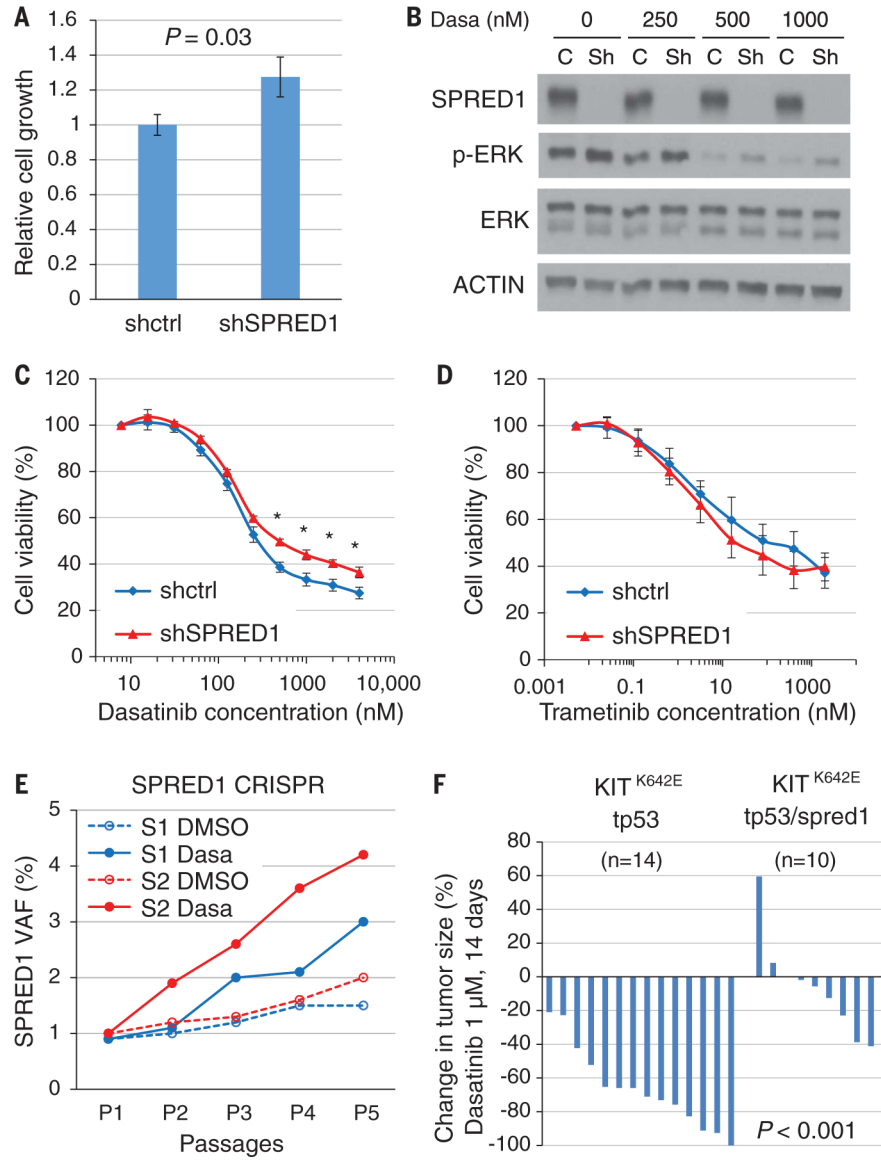 A
P = 0.03
Relative cell growth
1.6
1.4
1.2
1
0.8
0.6
0.4
0.2
0
shctrl shSPRED1
B
Dasa (nM) 0 250 500 1000
C Sh C Sh C Sh C Sh
SPRED1
p-ERK
ERK
ACTIN
C
Cell viability (%)
120
100
80
60
40
20
0
* * * *
shctrl
shSPRED1
10 100 1000 10,000
Dasatinib concentration (nM)
D
Cell viability (%)
120
100
80
60
40
20
0
shctrl
shSPRED1
0.001 0.1 10 1000
Trametinib concentration (nM)
E
SPRED1 CRISPR
SPRED1 VAF (%)
5
4
3
2
1
0
S1 DMSO
S1 Dasa
S2 DMSO
S2 Dasa
P1 P2 P3 P4 P5
Passages
F
KIT K642E
tp53
(n=14)
KIT K642E
tp53/spred1
(n=10)
Change in tumor size (%)
Dasatinib 1 µM, 14 days
80
60
40
20
0
-20
-40
-60
-80
-100
P < 0.001